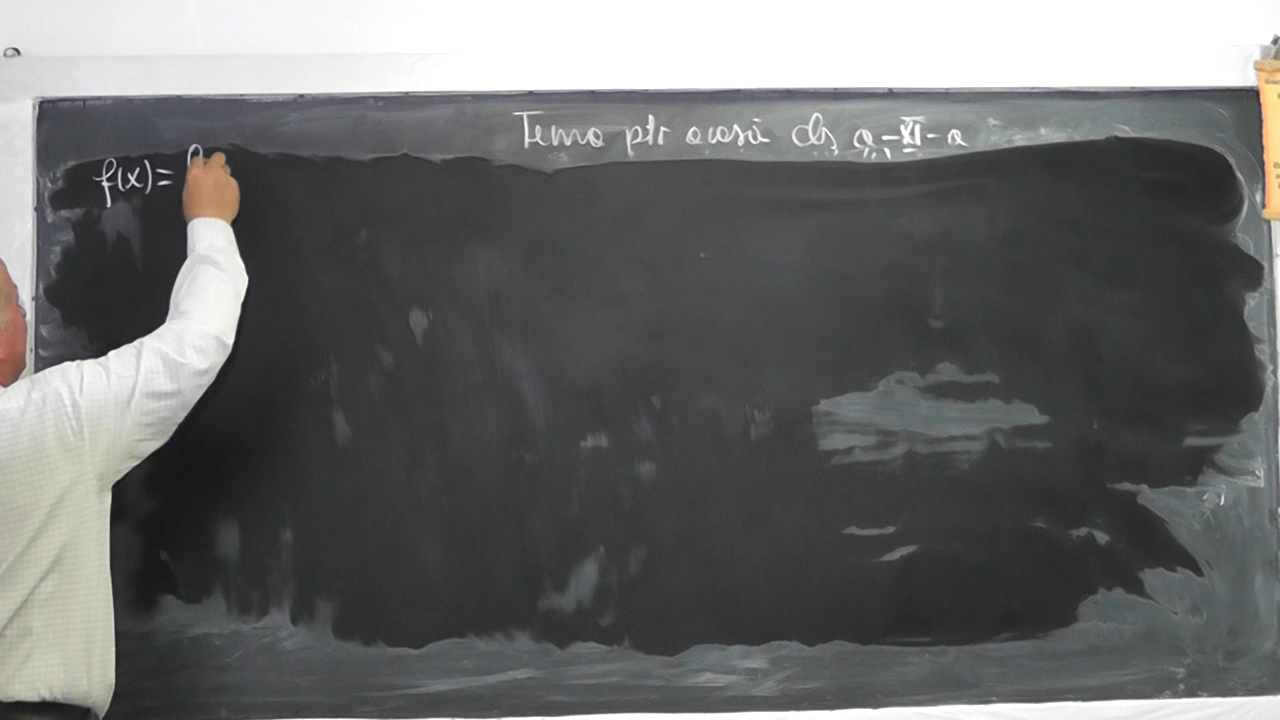 Tema ptr acasă cls a-XI-a
f(x)=